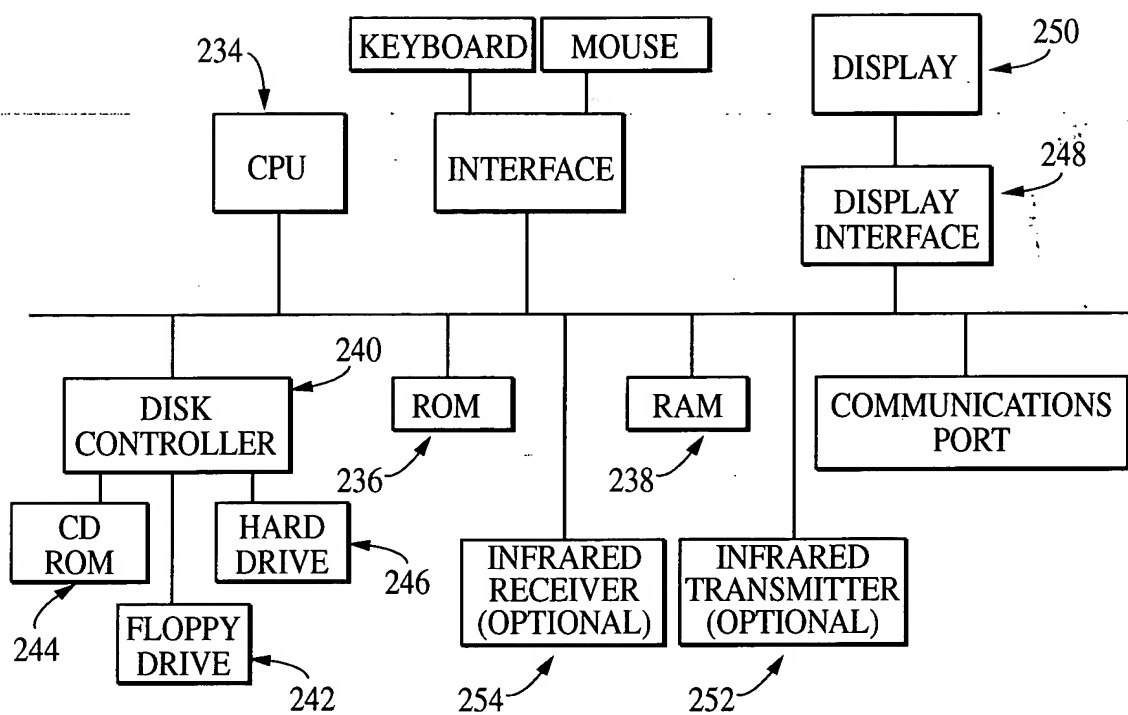 KEYBOARD
MOUSE
234
250
DISPLAY
CPU
INTERFACE
248
DISPLAY
INTERFACE
240
DISK
CONTROLLER
ROM
236
RAM
238
COMMUNICATIONS
PORT
CD
ROM
244
HARD
DRIVE
246
FLOPPY
DRIVE
242
INFRARED
RECEIVER
(OPTIONAL)
254
INFRARED
TRANSMITTER
(OPTIONAL)
252